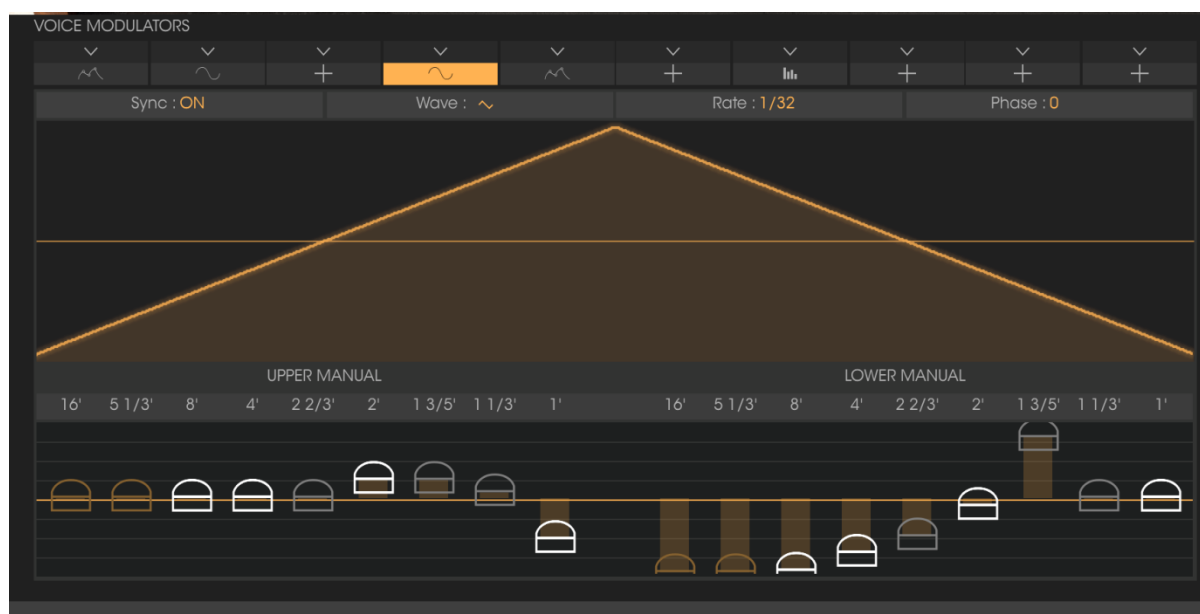 VOICE MODULATORS
Sync : ON Wave : Rate : 1/32 Phase : 0
UPPER MANUAL LOWER MANUAL
16' 5 1/3' 8' 4' 2 2/3' 2' 1 3/5' 1 1/3' 1' 16' 5 1/3' 8' 4' 2 2/3' 2' 1 3/5' 1 1/3' 1'